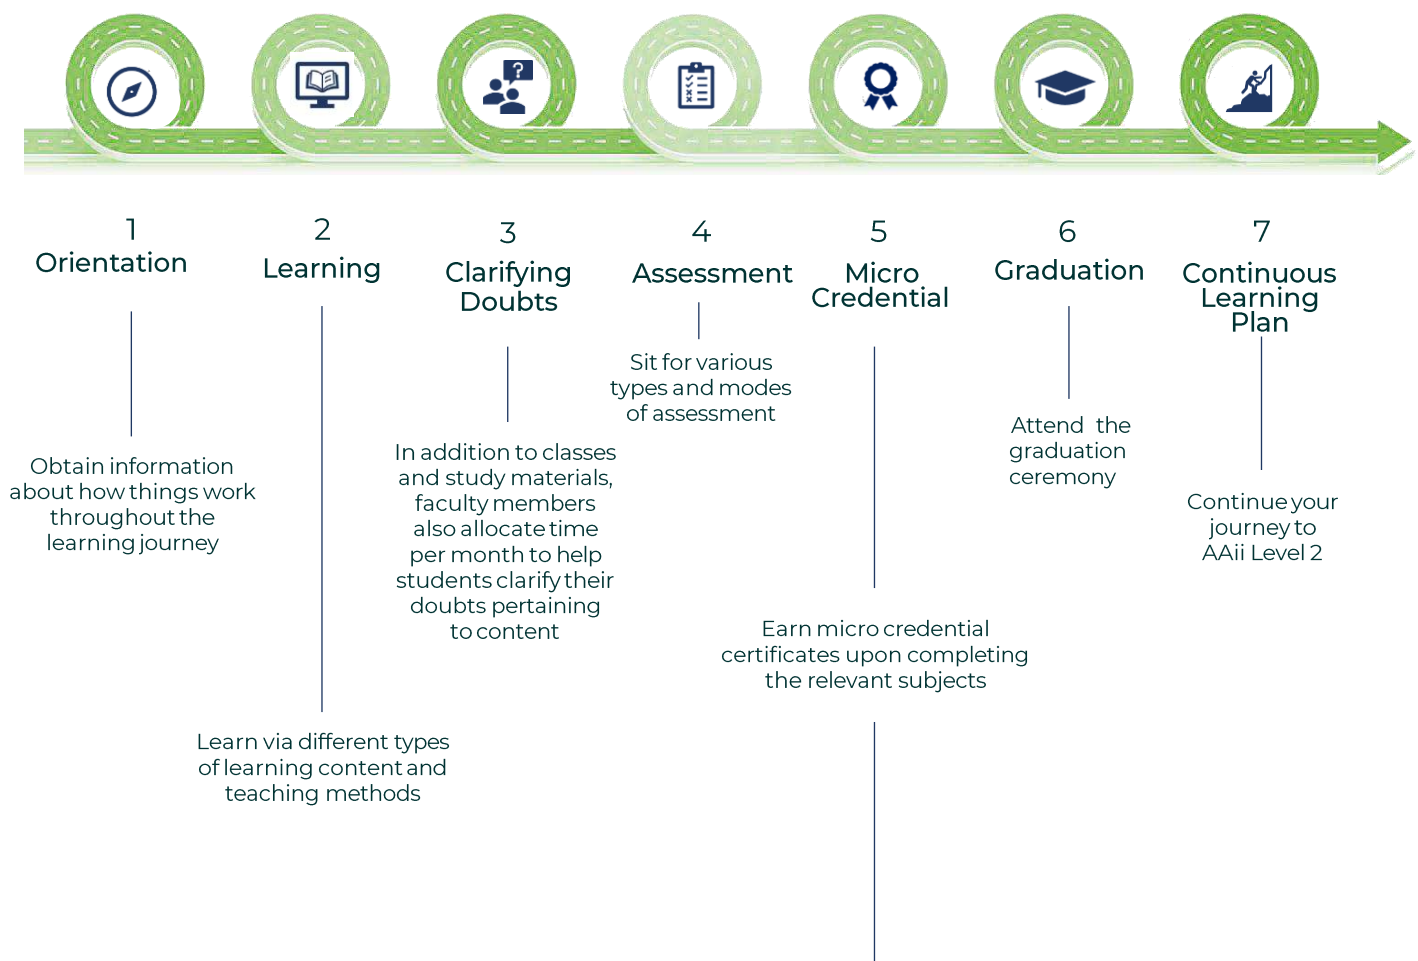 1
Orientation
Obtain information
about how things work
throughout the
learning journey
2
Learning
Learn via different types
of learning content and
teaching methods
3
Clarifying
Doubts
In addition to classes
and study materials,
faculty members
also allocate time
per month to help
students clarify their
doubts pertaining
to content
4
Assessment
Sit for various
types and modes
of assessment
5
Micro
Credential
Earn micro credential
certificates upon completing
the relevant subjects
6
Graduation
Attend the
graduation
ceremony
7
Continuous
Learning
Plan
Continue your
journey to
AAii Level 2